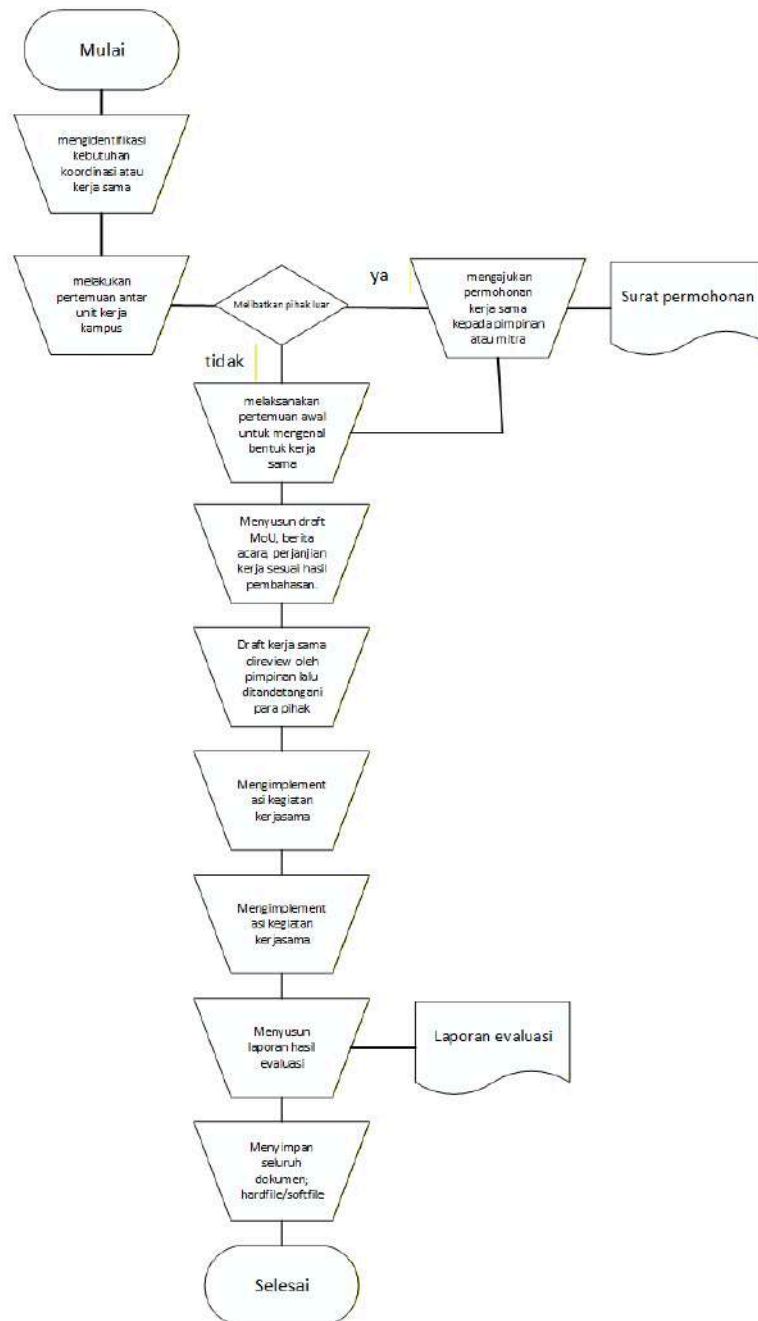 Mulai
mengidentifikasi
kebutuhan
koordinasi atau
kerja sama
melakukan
pertemuan antar
unit kerja
kampus
Melibatkan pihak luar
ya
mengajukan
permohonan
kerja sama
kepada pimpinan
atau mitra
Surat permohonan
tidak
melaksanakan
pertemuan awal
untuk mengenal
bentuk kerja
sama
Menyusun draft
MoU, berita
acara, perjanjian
kerja sesuai hasil
pembahasan.
Draft kerja sama
direview oleh
pimpinan lalu
ditandatangani
para pihak
Mengimplement
asi kegiatan
kerjasama
Mengimplement
asi kegiatan
kerjasama
Menyusun
laporan hasil
evaluasi
Laporan evaluasi
Menyimpan
seluruh
dokumen;
hardfile/softfile
Selesai